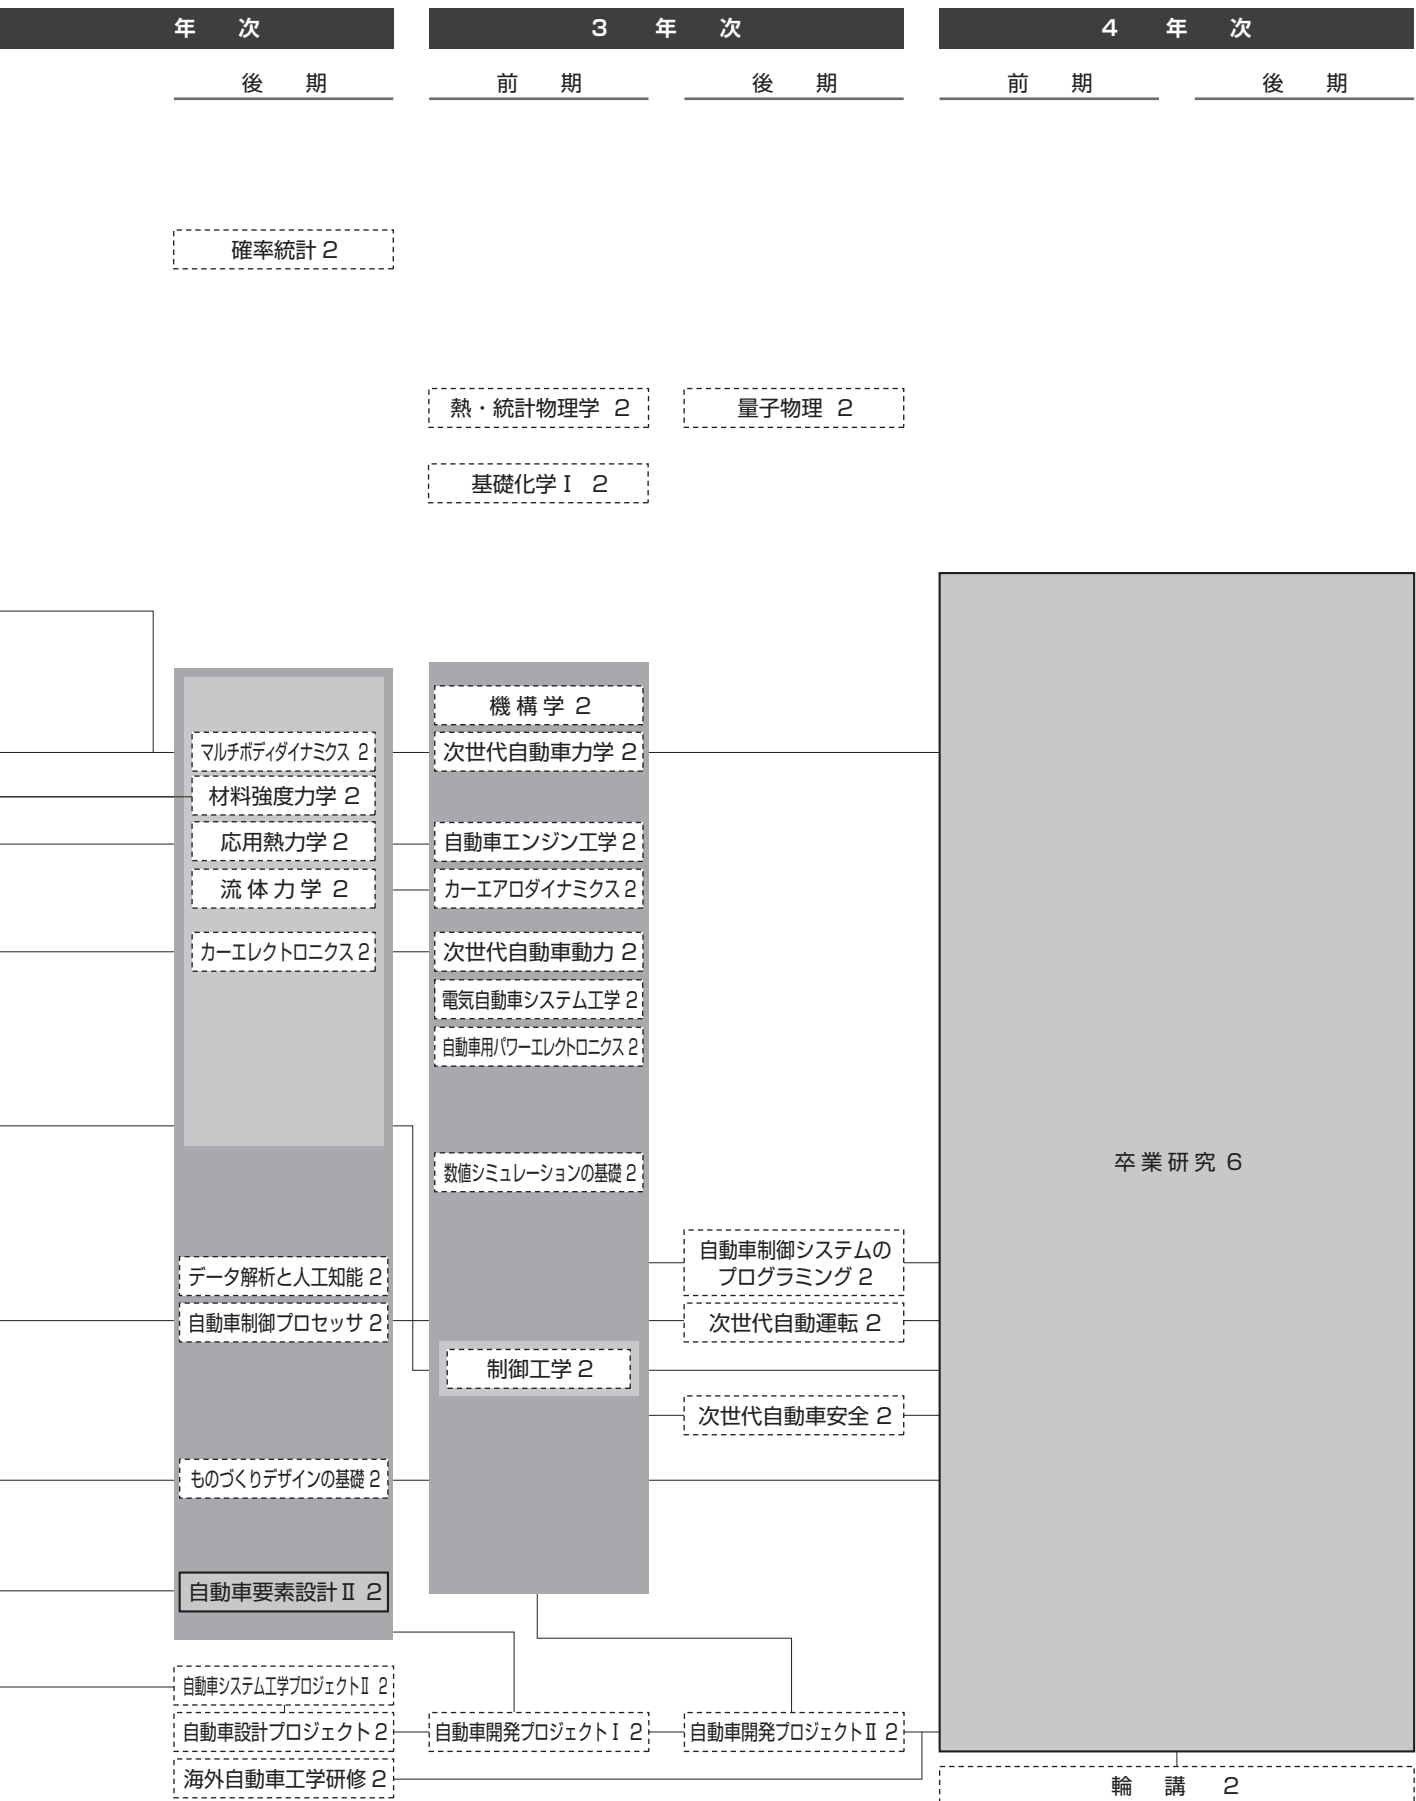 年 次
3 年 次
4 年 次
後 期
前 期
後 期
前 期
後 期
確率統計 2
熱・統計物理学 2
量子物理 2
基礎化学Ⅰ 2
機構学 2
マルチボディダイナミクス 2
次世代自動車力学 2
材料強度力学 2
応用熱力学 2
自動車エンジン工学 2
流体力学 2
カーエアロダイナミクス 2
カーエレクトロニクス 2
次世代自動車動力 2
電気自動車システム工学 2
自動車用パワーエレクトロニクス 2
卒業研究 6
数値シミュレーションの基礎 2
自動車制御システムの
プログラミング 2
データ解析と人工知能 2
自動車制御プロセッサ 2
次世代自動運転 2
制御工学 2
次世代自動車安全 2
ものづくりデザインの基礎 2
自動車要素設計Ⅱ 2
自動車システム工学プロジェクトⅡ 2
自動車設計プロジェクト 2
自動車開発プロジェクトⅠ 2
自動車開発プロジェクトⅡ 2
海外自動車工学研修 2
輪 講 2